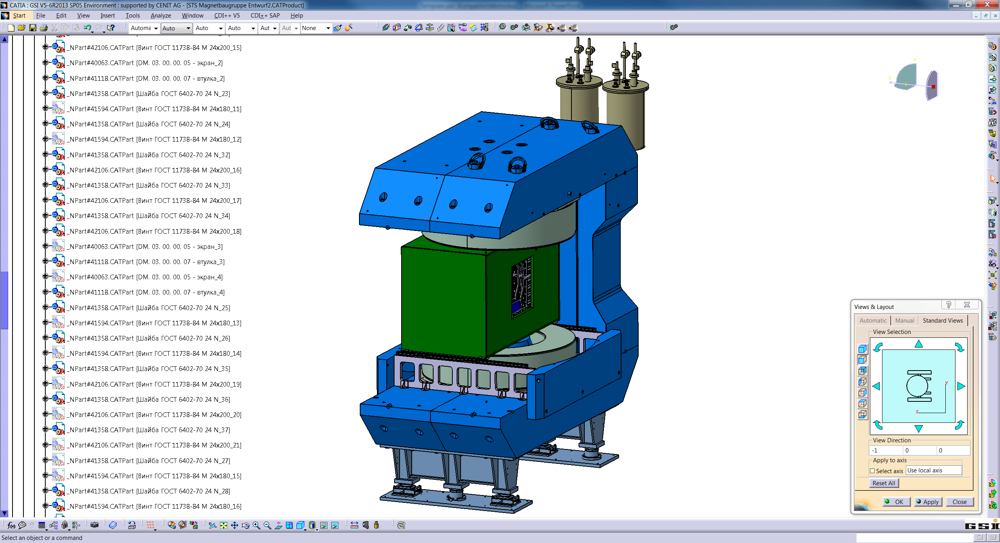 CATIA : GSI V5-6R2013 SP05 Environment : supported by CENIT AG - [STS Magnetbaugruppe Entwurf2.CATProduct]
Start File Edit View Insert Tools Analyze Window CDI++ V5 CDI±+ SAP Help
Automa Auto Auto Auto Aut Aut None
_NPart#42106.CATPart [Винт ГОСТ 11738-84 М 24x200_15]
_NPart#40063.CATPart [DM. 03. 00. 00. 05 - экран_2]
_NPart#41118.CATPart [DM. 03. 00. 00. 07 - втулка_2]
_NPart#41358.CATPart [Шайба ГОСТ 6402-70 24 N_23]
_NPart#41594.CATPart [Винт ГОСТ 11738-84 М 24x180_11]
_NPart#41358.CATPart [Шайба ГОСТ 6402-70 24 N_24]
_NPart#41594.CATPart [Винт ГОСТ 11738-84 М 24x180_12]
_NPart#41358.CATPart [Шайба ГОСТ 6402-70 24 N_32]
_NPart#42106.CATPart [Винт ГОСТ 11738-84 М 24x200_16]
_NPart#41358.CATPart [Шайба ГОСТ 6402-70 24 N_33]
_NPart#42106.CATPart [Винт ГОСТ 11738-84 М 24x200_17]
_NPart#41358.CATPart [Шайба ГОСТ 6402-70 24 N_34]
_NPart#42106.CATPart [Винт ГОСТ 11738-84 М 24x200_18]
_NPart#40063.CATPart [DM. 03. 00. 00. 05 - экран_3]
_NPart#41118.CATPart [DM. 03. 00. 00. 07 - втулка_3]
_NPart#40063.CATPart [DM. 03. 00. 00. 05 - экран_4]
_NPart#41118.CATPart [DM. 03. 00. 00. 07 - втулка_4]
_NPart#41358.CATPart [Шайба ГОСТ 6402-70 24 N_25]
_NPart#41594.CATPart [Винт ГОСТ 11738-84 М 24x180_13]
_NPart#41358.CATPart [Шайба ГОСТ 6402-70 24 N_26]
_NPart#41594.CATPart [Винт ГОСТ 11738-84 М 24x180_14]
_NPart#41358.CATPart [Шайба ГОСТ 6402-70 24 N_35]
_NPart#42106.CATPart [Винт ГОСТ 11738-84 М 24x200_19]
_NPart#41358.CATPart [Шайба ГОСТ 6402-70 24 N_36]
_NPart#42106.CATPart [Винт ГОСТ 11738-84 М 24x200_20]
_NPart#41358.CATPart [Шайба ГОСТ 6402-70 24 N_37]
_NPart#42106.CATPart [Винт ГОСТ 11738-84 М 24x200_21]
_NPart#41358.CATPart [Шайба ГОСТ 6402-70 24 N_27]
_NPart#41594.CATPart [Винт ГОСТ 11738-84 М 24x180_15]
_NPart#41358.CATPart [Шайба ГОСТ 6402-70 24 N_28]
_NPart#41594.CATPart [Винт ГОСТ 11738-84 М 24x180_16]
y
z
Views & Layout
Automatic Manual Standard Views
View Selection
y
z
View Direction
-1 0 0
Apply to axis
Select axis Use local axis
Reset All
OK Apply Close
GSI
Select an object or a command